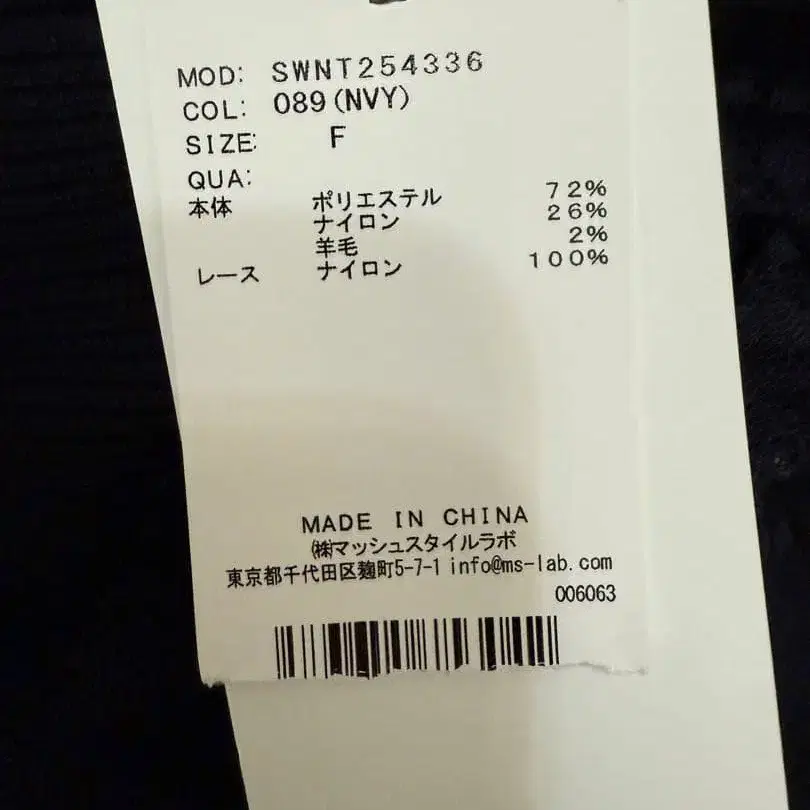 MOD: SWNT254336
COL: 089(NVY)
SIZE: F
QUA:
本体 ポリエステル 72%
ナイロン 26%
羊毛 2%
レース ナイロン 100%
MADE IN CHINA
㈱マッシュスタイルラボ
東京都千代田区麹町5-7-1 info@ms-lab.com
006063